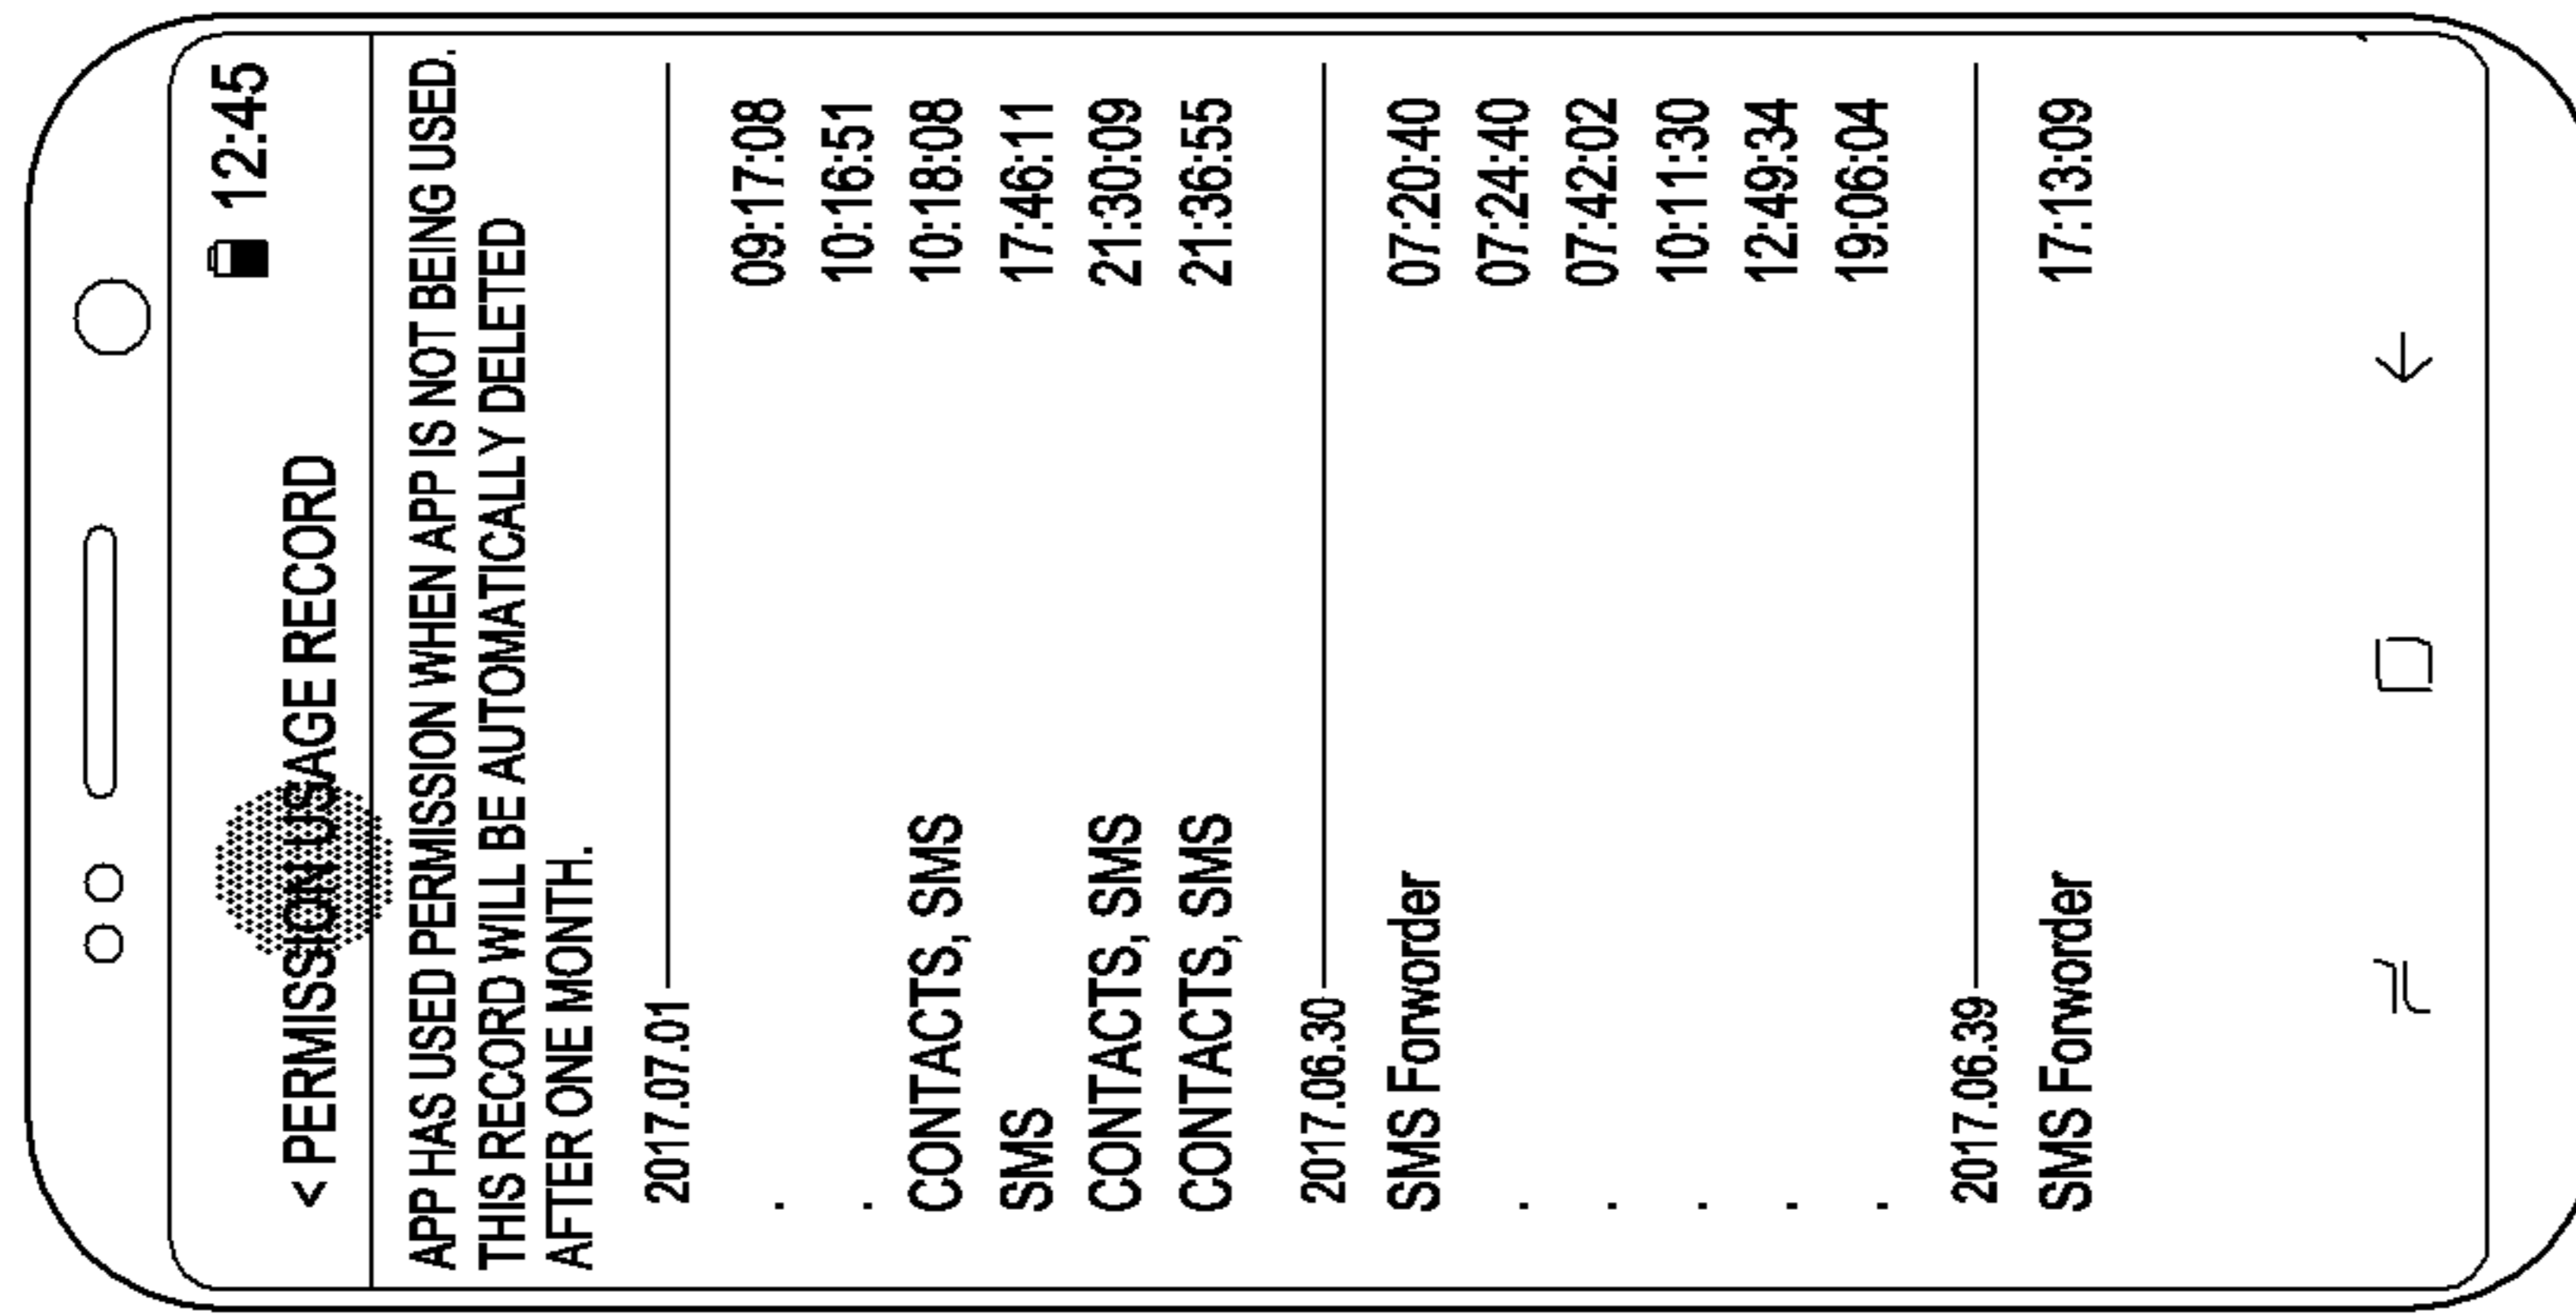 12:45
< PERMISSION USAGE RECORD
APP HAS USED PERMISSION WHEN APP IS NOT BEING USED.
THIS RECORD WILL BE AUTOMATICALLY DELETED
AFTER ONE MONTH.
2017.07.01
. 09:17:08
. 10:16:51
CONTACTS, SMS 10:18:08
SMS 17:46:11
CONTACTS, SMS 21:30:09
CONTACTS, SMS 21:36:55
2017.06.30
SMS Forworder 07:20:40
. 07:24:40
. 07:42:02
. 10:11:30
. 12:49:34
. 19:06:04
2017.06.39
SMS Forworder 17:13:09